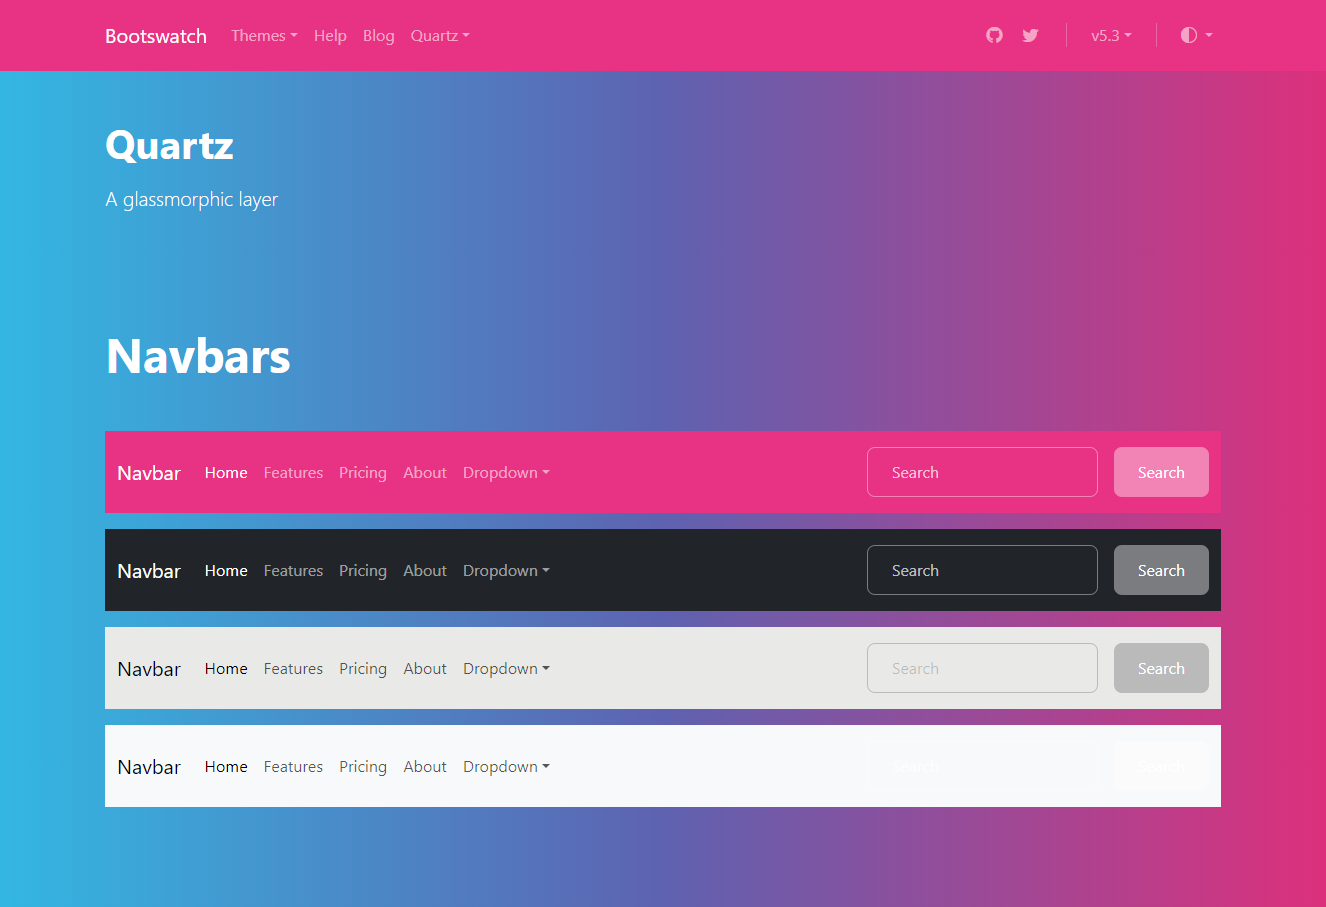 Bootswatch Themes Help Blog Quartz v5.3
Quartz
A glassmorphic layer
Navbars
Navbar Home Features Pricing About Dropdown Search Search
Navbar Home Features Pricing About Dropdown Search Search
Navbar Home Features Pricing About Dropdown Search Search
Navbar Home Features Pricing About Dropdown Search Search